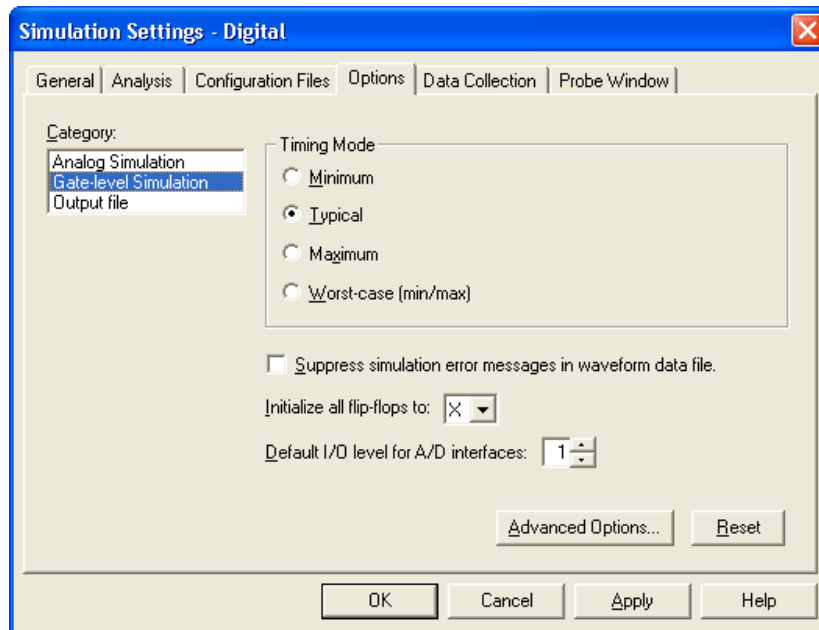 Simulation Settings - Digital
General Analysis Configuration Files Options Data Collection Probe Window
Category:
Analog Simulation
Gate-level Simulation
Output file
Timing Mode
Minimum
Typical
Maximum
Worst-case (min/max)
Suppress simulation error messages in waveform data file.
Initialize all flip-flops to: X
Default I/O level for A/D interfaces: 1
Advanced Options... Reset
OK Cancel Apply Help